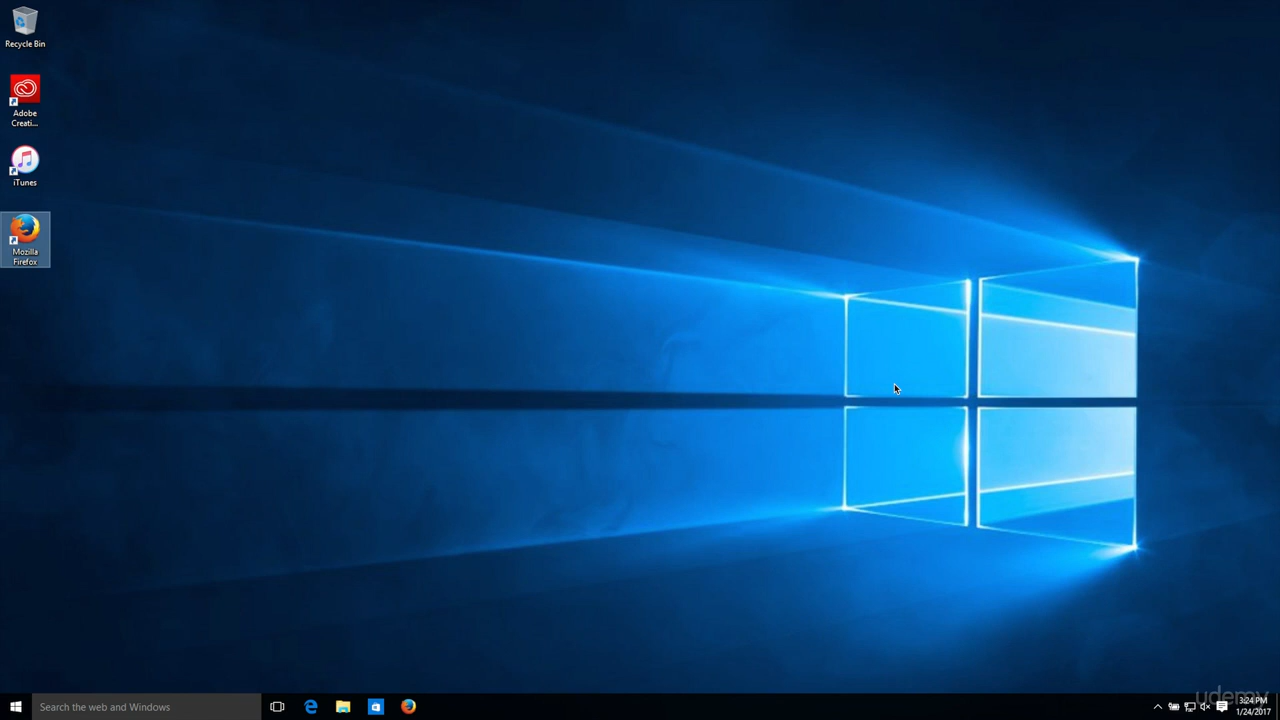 Recycle Bin
Adobe
Creati...
iTunes
Mozilla
Firefox
Search the web and Windows
udemy
3:24 PM
1/24/2017